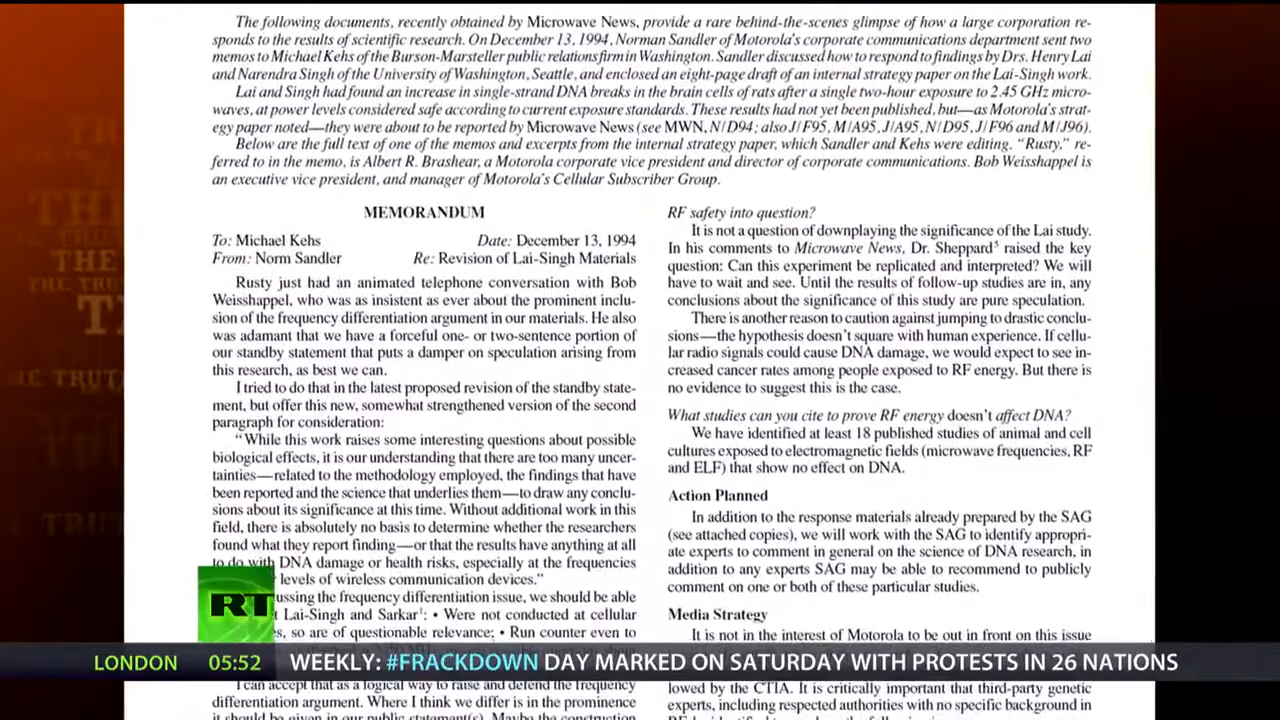 The following documents, recently obtained by Microwave News, provide a rare behind-the-scenes glimpse of how a large corporation re-
sponds to the results of scientific research. On December 13, 1994, Norman Sandler of Motorola's corporate communications department sent two
memos to Michael Kehs of the Burson-Marsteller public relations firm in Washington. Sandler discussed how to respond to findings by Drs. Henry Lai
and Narendra Singh of the University of Washington, Seattle, and enclosed an eight-page draft of an internal strategy paper on the Lai-Singh work.
Lai and Singh had found an increase in single-strand DNA breaks in the brain cells of rats after a single two-hour exposure to 2.45 GHz micro-
waves, at power levels considered safe according to current exposure standards. These results had not yet been published, but—as Motorola's strat-
egy paper noted—they were about to be reported by Microwave News (see MWN, N/D94; also J/F95, M/A95, J/A95, N/D95, J/F96 and M/J96).
Below are the full text of one of the memos and excerpts from the internal strategy paper, which Sandler and Kehs were editing. "Rusty," re-
ferred to in the memo, is Albert R. Brashear, a Motorola corporate vice president and director of corporate communications. Bob Weisshappel is
an executive vice president, and manager of Motorola's Cellular Subscriber Group.
MEMORANDUM
To: Michael Kehs Date: December 13, 1994
From: Norm Sandler Re: Revision of Lai-Singh Materials
Rusty just had an animated telephone conversation with Bob
Weisshappel, who was as insistent as ever about the prominent inclu-
sion of the frequency differentiation argument in our materials. He also
was adamant that we have a forceful one- or two-sentence portion of
our standby statement that puts a damper on speculation arising from
this research, as best we can.
I tried to do that in the latest proposed revision of the standby state-
ment, but offer this new, somewhat strengthened version of the second
paragraph for consideration:
"While this work raises some interesting questions about possible
biological effects, it is our understanding that there are too many uncer-
tainties—related to the methodology employed, the findings that have
been reported and the science that underlies them—to draw any conclu-
sions about its significance at this time. Without additional work in this
field, there is absolutely no basis to determine whether the researchers
found what they report finding—or that the results have anything at all
to do with DNA damage or health risks, especially at the frequencies
levels of wireless communication devices."
ussing the frequency differentiation issue, we should be able
t Lai-Singh and Sarkar¹: • Were not conducted at cellular
s, so are of questionable relevance; • Run counter even to
I can accept that as a logical way to raise and defend the frequency
differentiation argument. Where I think we differ is in the prominence
it should be given in our public statement(s). Maybe the construction
RF safety into question?
It is not a question of downplaying the significance of the Lai study.
In his comments to Microwave News, Dr. Sheppard⁵ raised the key
question: Can this experiment be replicated and interpreted? We will
have to wait and see. Until the results of follow-up studies are in, any
conclusions about the significance of this study are pure speculation.
There is another reason to caution against jumping to drastic conclu-
sions—the hypothesis doesn't square with human experience. If cellu-
lar radio signals could cause DNA damage, we would expect to see in-
creased cancer rates among people exposed to RF energy. But there is
no evidence to suggest this is the case.
What studies can you cite to prove RF energy doesn't affect DNA?
We have identified at least 18 published studies of animal and cell
cultures exposed to electromagnetic fields (microwave frequencies, RF
and ELF) that show no effect on DNA.
Action Planned
In addition to the response materials already prepared by the SAG
(see attached copies), we will work with the SAG to identify appropri-
ate experts to comment in general on the science of DNA research, in
addition to any experts SAG may be able to recommend to publicly
comment on one or both of these particular studies.
Media Strategy
It is not in the interest of Motorola to be out in front on this issue
lowed by the CTIA. It is critically important that third-party genetic
experts, including respected authorities with no specific background in
RT
LONDON 05:52 WEEKLY: #FRACKDOWN DAY MARKED ON SATURDAY WITH PROTESTS IN 26 NATIONS